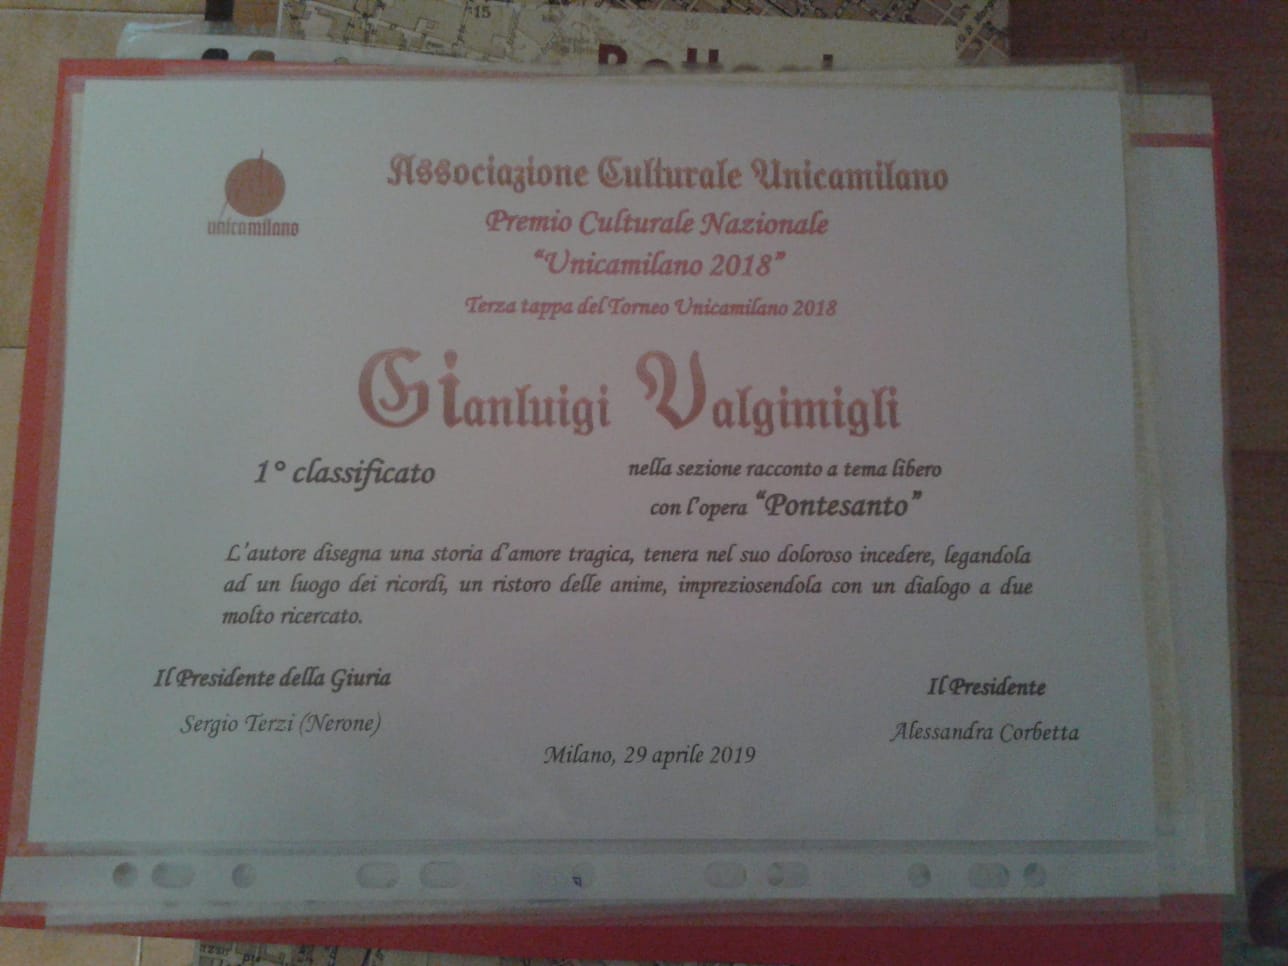 15
unicamilano
Associazione Culturale Unicamilano
Premio Culturale Nazionale
“Unicamilano 2018”
Terza tappa del Torneo Unicamilano 2018
Gianluigi Valgimigli
1° classificato
nella sezione racconto a tema libero
con l’opera “Pontesanto”
L’autore disegna una storia d’amore tragica, tenera nel suo doloroso incedere, legandola
ad un luogo dei ricordi, un ristoro delle anime, impreziosendola con un dialogo a due
molto ricercato.
Il Presidente della Giuria
Sergio Terzi (Nerone)
Il Presidente
Alessandra Corbetta
Milano, 29 aprile 2019